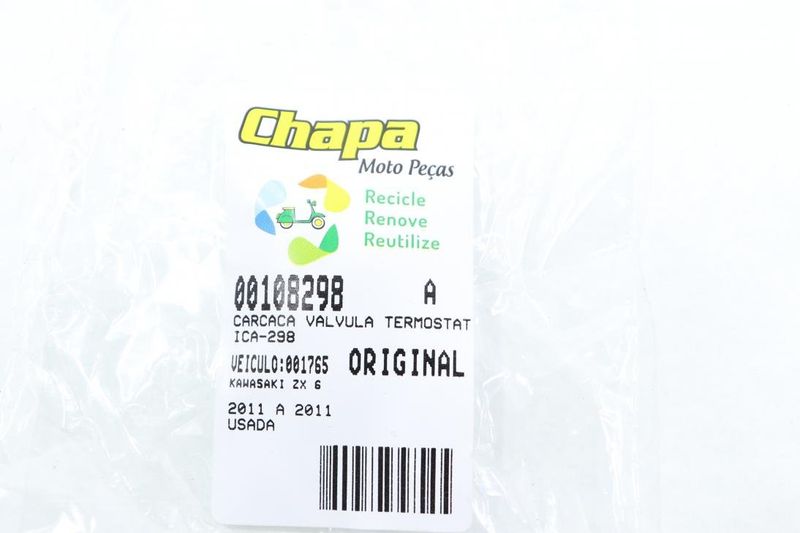 Chapa
Moto Peças
Recicle
Renove
Reutilize
00108298 A
CARCACA VALVULA TERMOSTAT
ICA-298
VEICULO:001765 ORIGINAL
KAWASAKI ZX 6
2011 A 2011
USADA